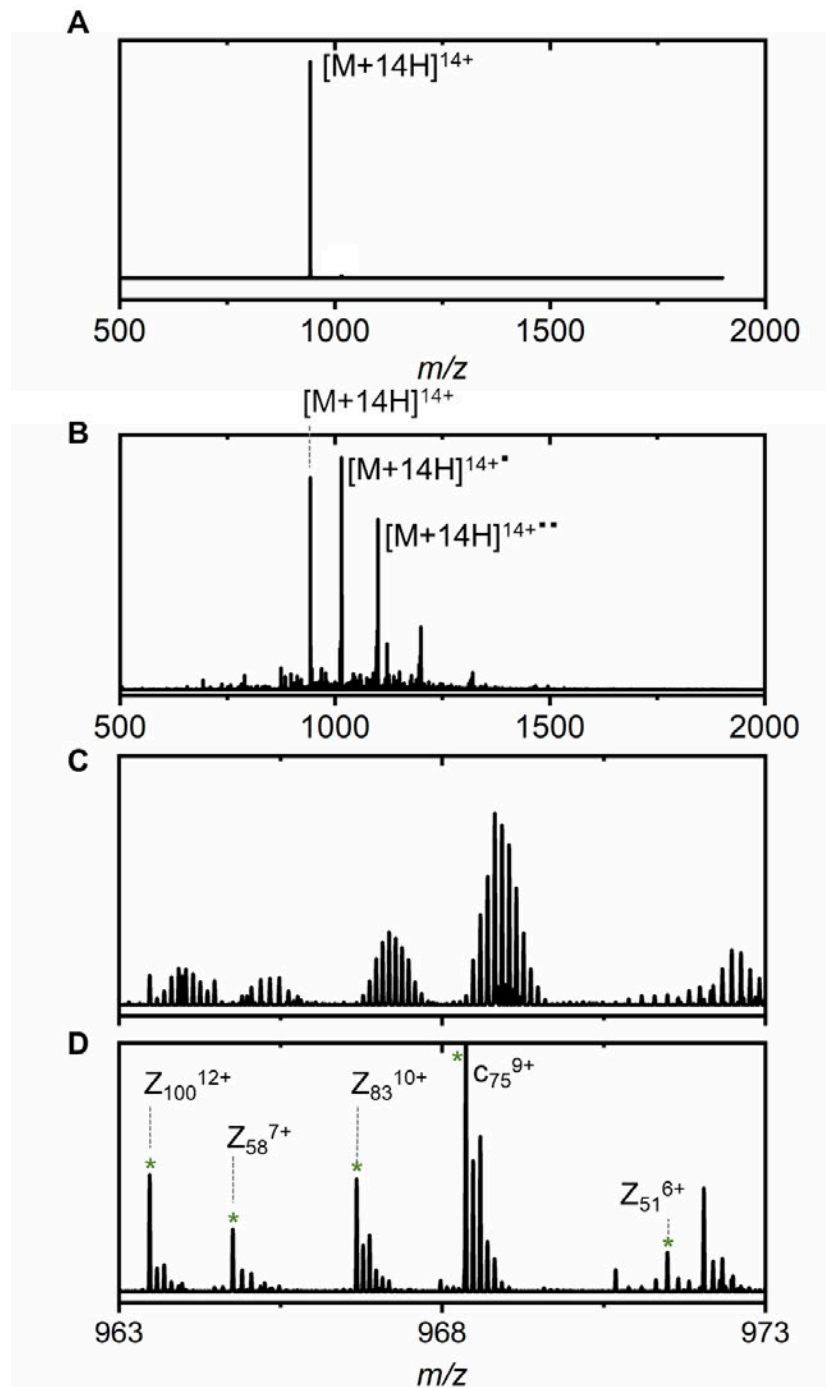 A
[M+14H]14+
500 1000 1500 2000
m/z
[M+14H]14+
B
[M+14H]14+▪
[M+14H]14+▪▪
500 1000 1500 2000
C
D
Z100 12+
Z58 7+
Z83 10+
* c75 9+
Z51 6+
* * * *
963 968 973
m/z